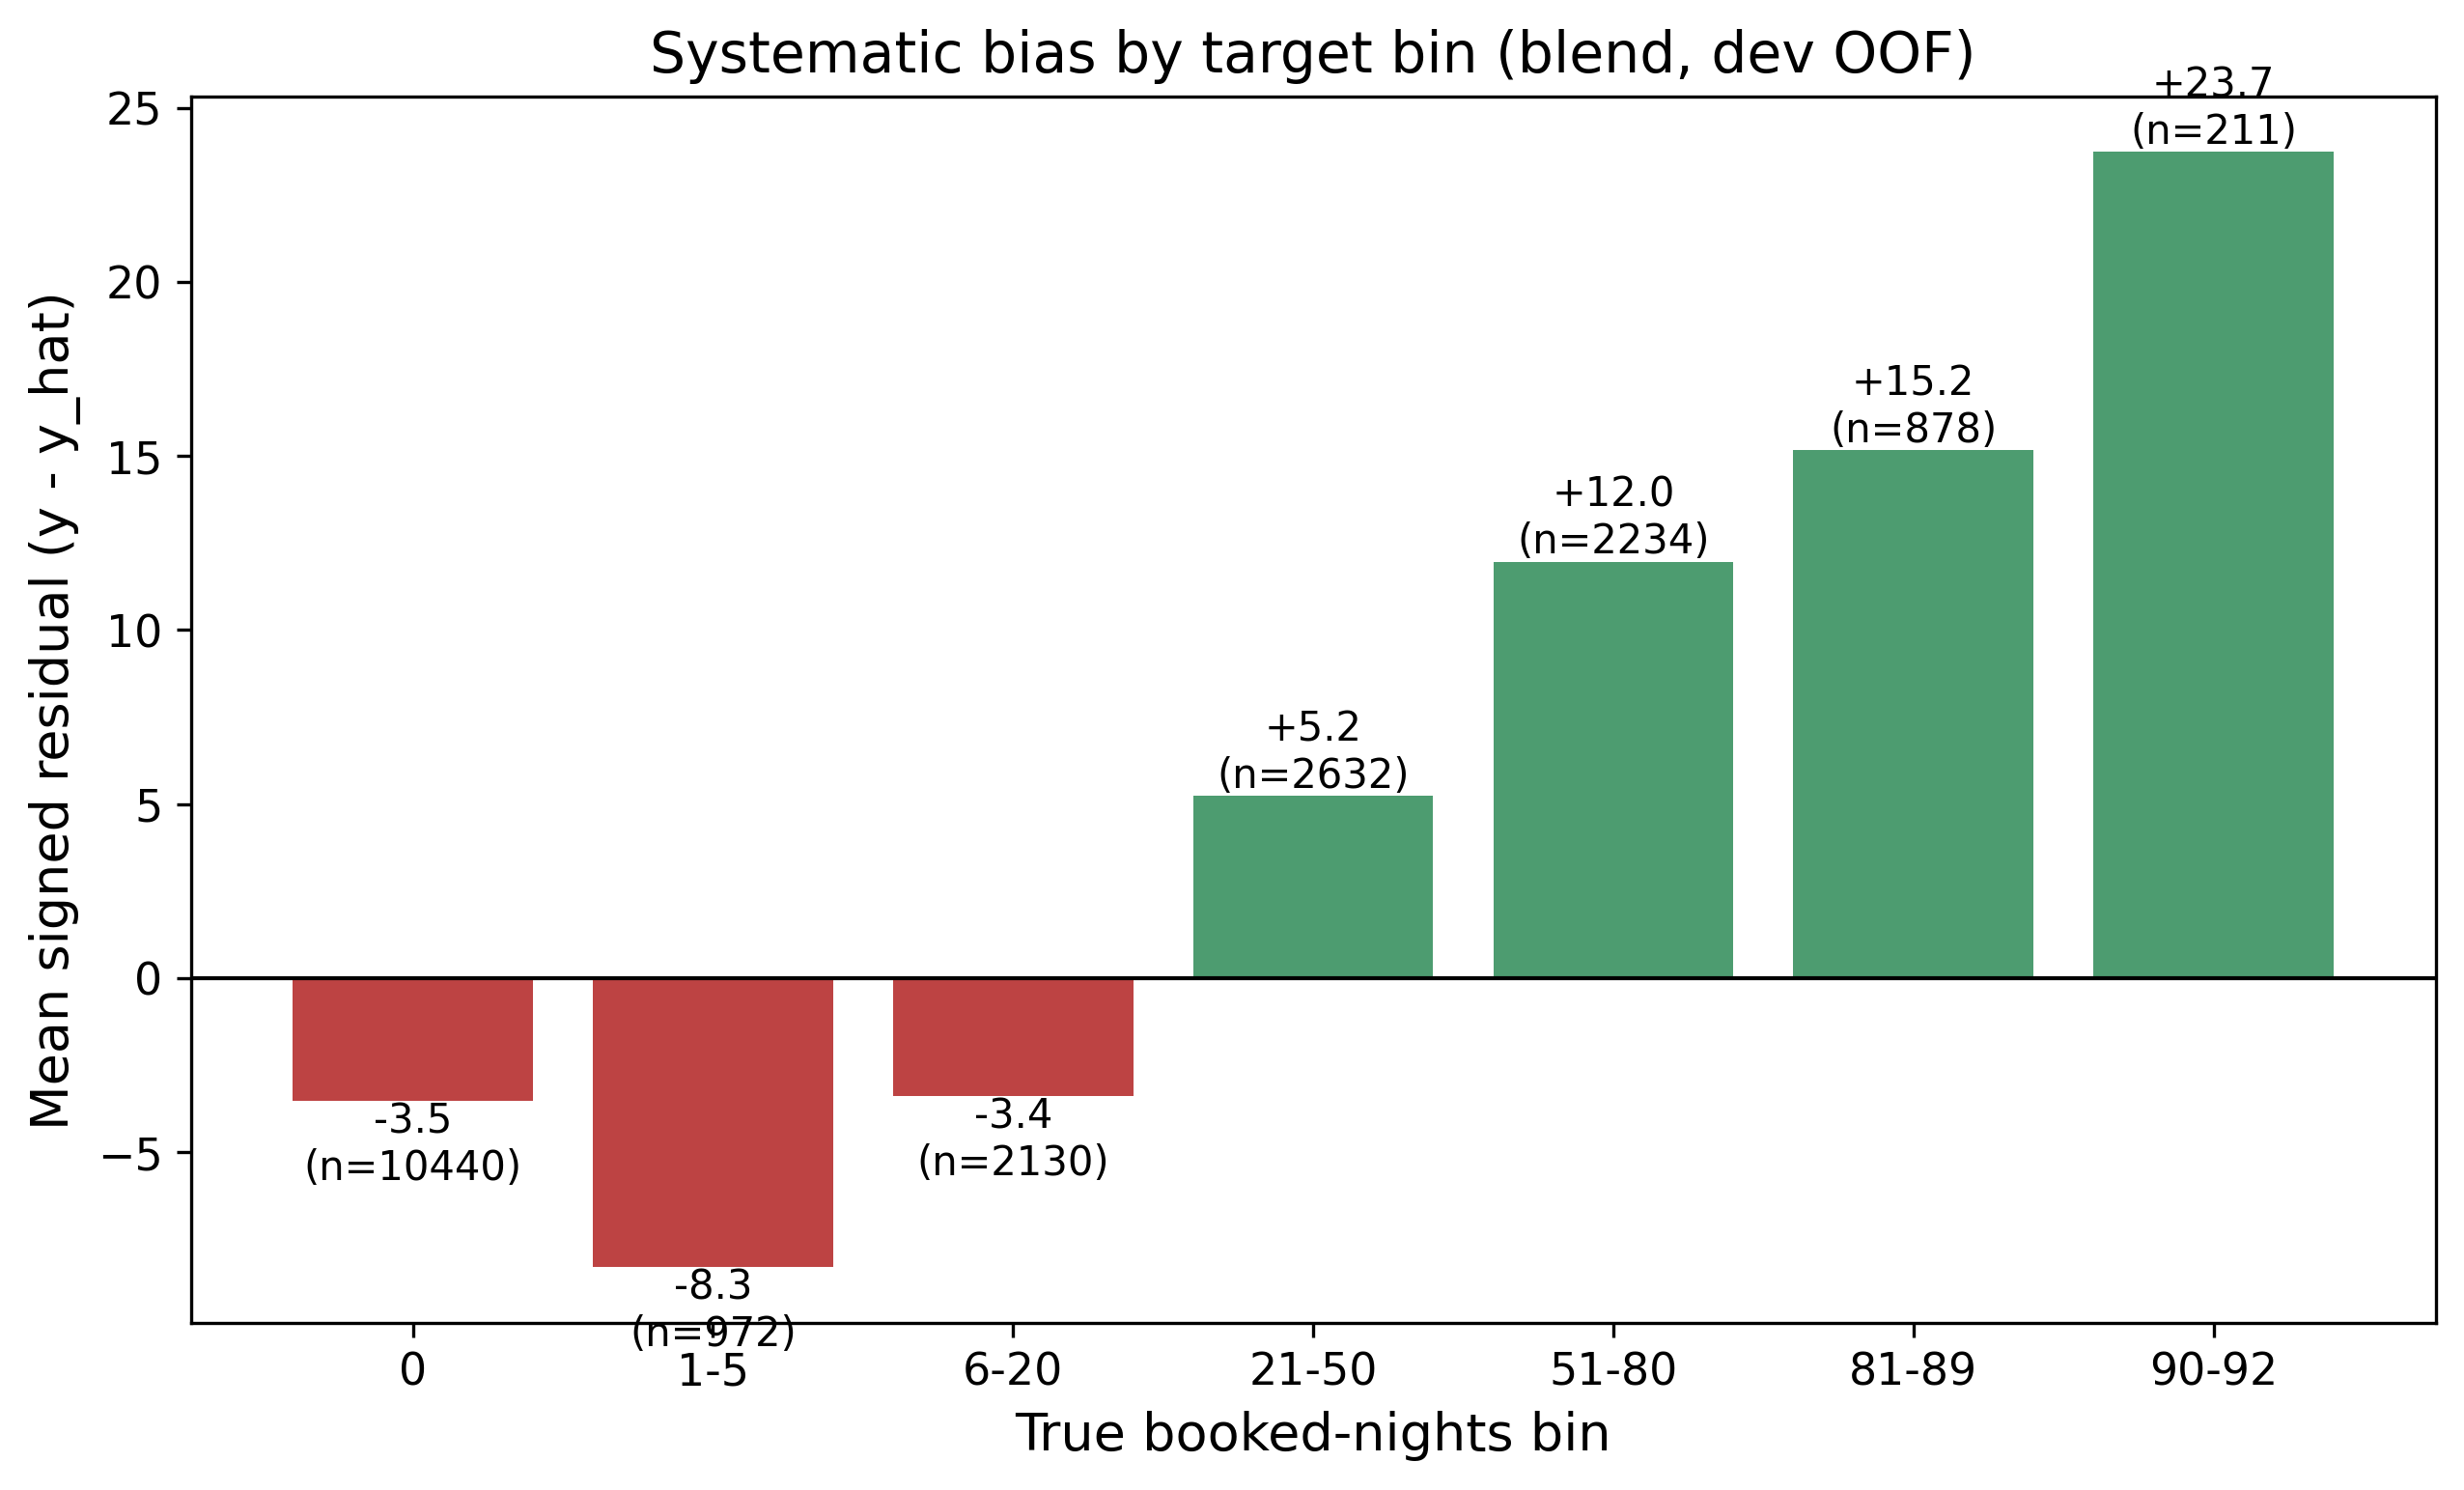 Systematic bias by target bin (blend, dev OOF)
Mean signed residual (y - y_hat)
25
20
15
10
5
0
−5
-3.5
(n=10440)
-8.3
(n=972)
-3.4
(n=2130)
+5.2
(n=2632)
+12.0
(n=2234)
+15.2
(n=878)
+23.7
(n=211)
0
1-5
6-20
21-50
51-80
81-89
90-92
True booked-nights bin